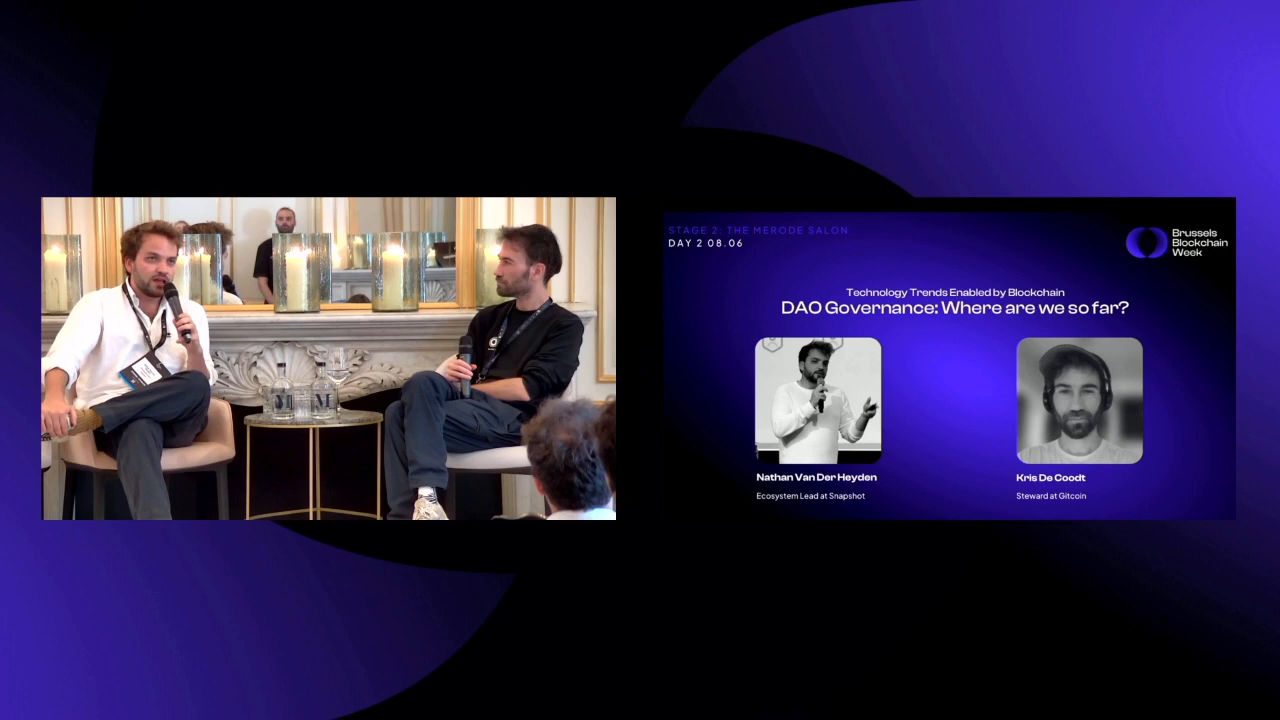 STAGE 2: THE MERODE SALON
DAY 2 08.06
Brussels
Blockchain
Week
Technology Trends Enabled by Blockchain
DAO Governance: Where are we so far?
Nathan Van Der Heyden
Ecosystem Lead at Snapshot
Kris De Coodt
Steward at Gitcoin
M
M